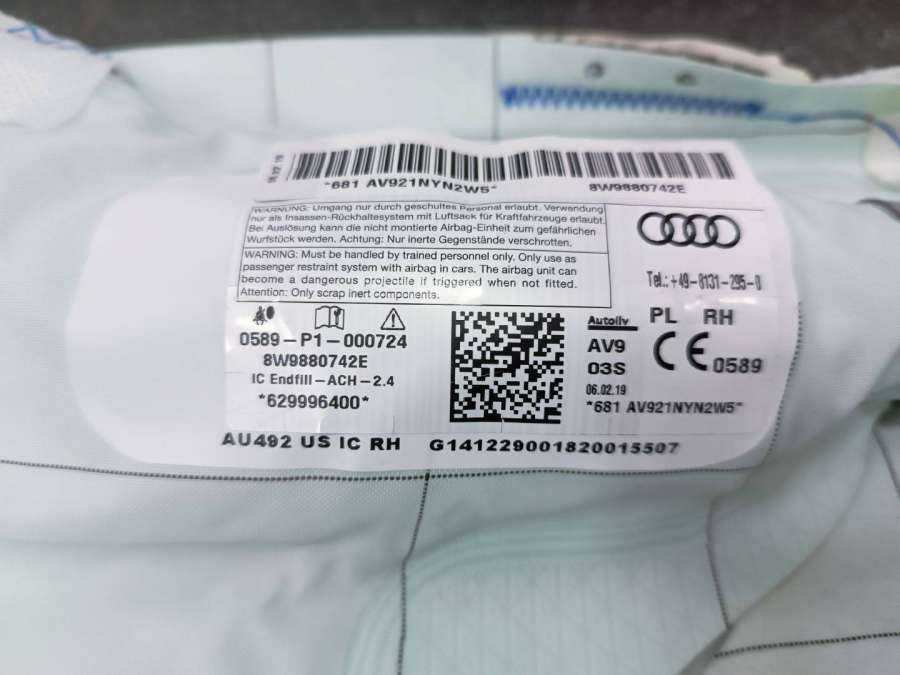 *681 AV921NYN2W5*
8W9880742E
WARNING: Umgang nur durch geschultes Personal erlaubt. Verwendung
nur als Insassen-Rückhaltesystem mit Luftsack für Kraftfahrzeuge erlaubt.
Bei Auslösung kann die nicht montierte Airbag-Einheit zum gefährlichen
Wurfstück werden. Achtung: Nur inerte Gegenstände verschrotten.
WARNING: Must be handled by trained personnel only. Only use as
passenger restraint system with airbag in cars. The airbag unit can
become a dangerous projectile if triggered when not fitted.
Attention: Only scrap inert components.
Tel.: +49-8131-295-0
0589-P1-000724
8W9880742E
IC Endfill-ACH-2.4
*629996400*
Autoliv PL RH
AV9
03S
CE 0589
06.02.19
*681 AV921NYN2W5*
AU492 US IC RH G141229001820015507